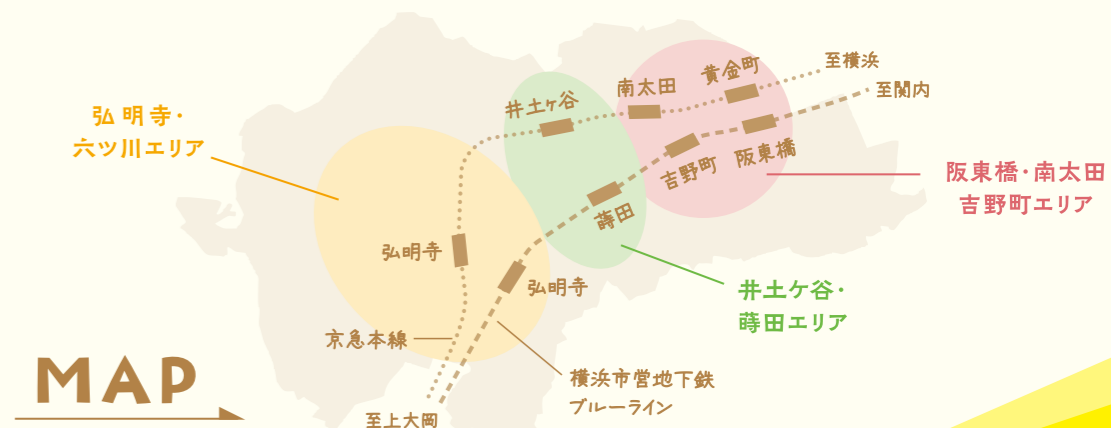 至横浜
黄金町
南太田
至関内
井土ヶ谷
弘明寺・
六ツ川エリア
阪東橋
吉野町
阪東橋・南太田
吉野町エリア
蒔田
弘明寺
弘明寺
井土ケ谷・
蒔田エリア
京急本線
MAP
横浜市営地下鉄
ブルーライン
至上大岡